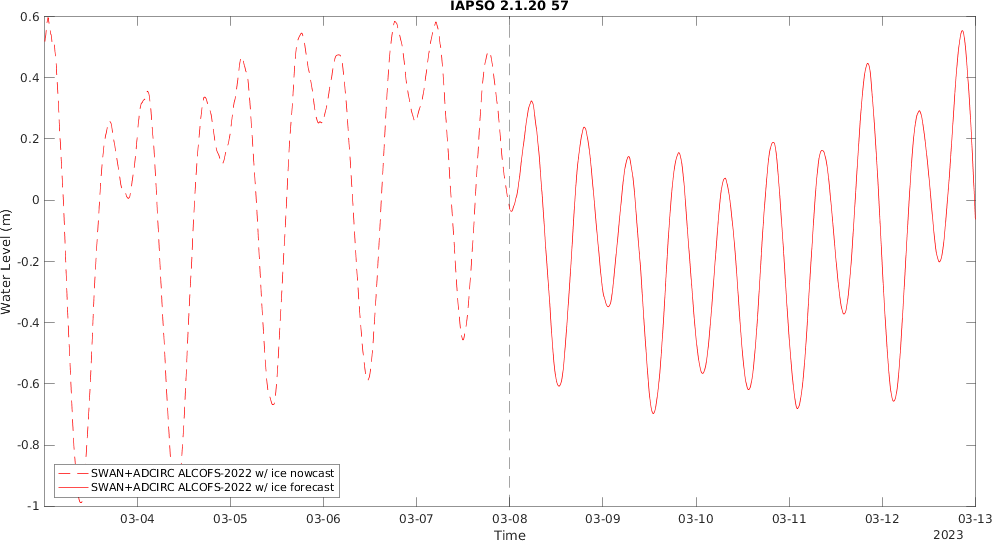 IAPSO 2.1.20 57
0.6
0.4
0.2
0
-0.2
-0.4
-0.6
-0.8
-1
Water Level (m)
SWAN+ADCIRC ALCOFS-2022 w/ ice nowcast
SWAN+ADCIRC ALCOFS-2022 w/ ice forecast
03-04 03-05 03-06 03-07 03-08 03-09 03-10 03-11 03-12 03-13
Time
2023